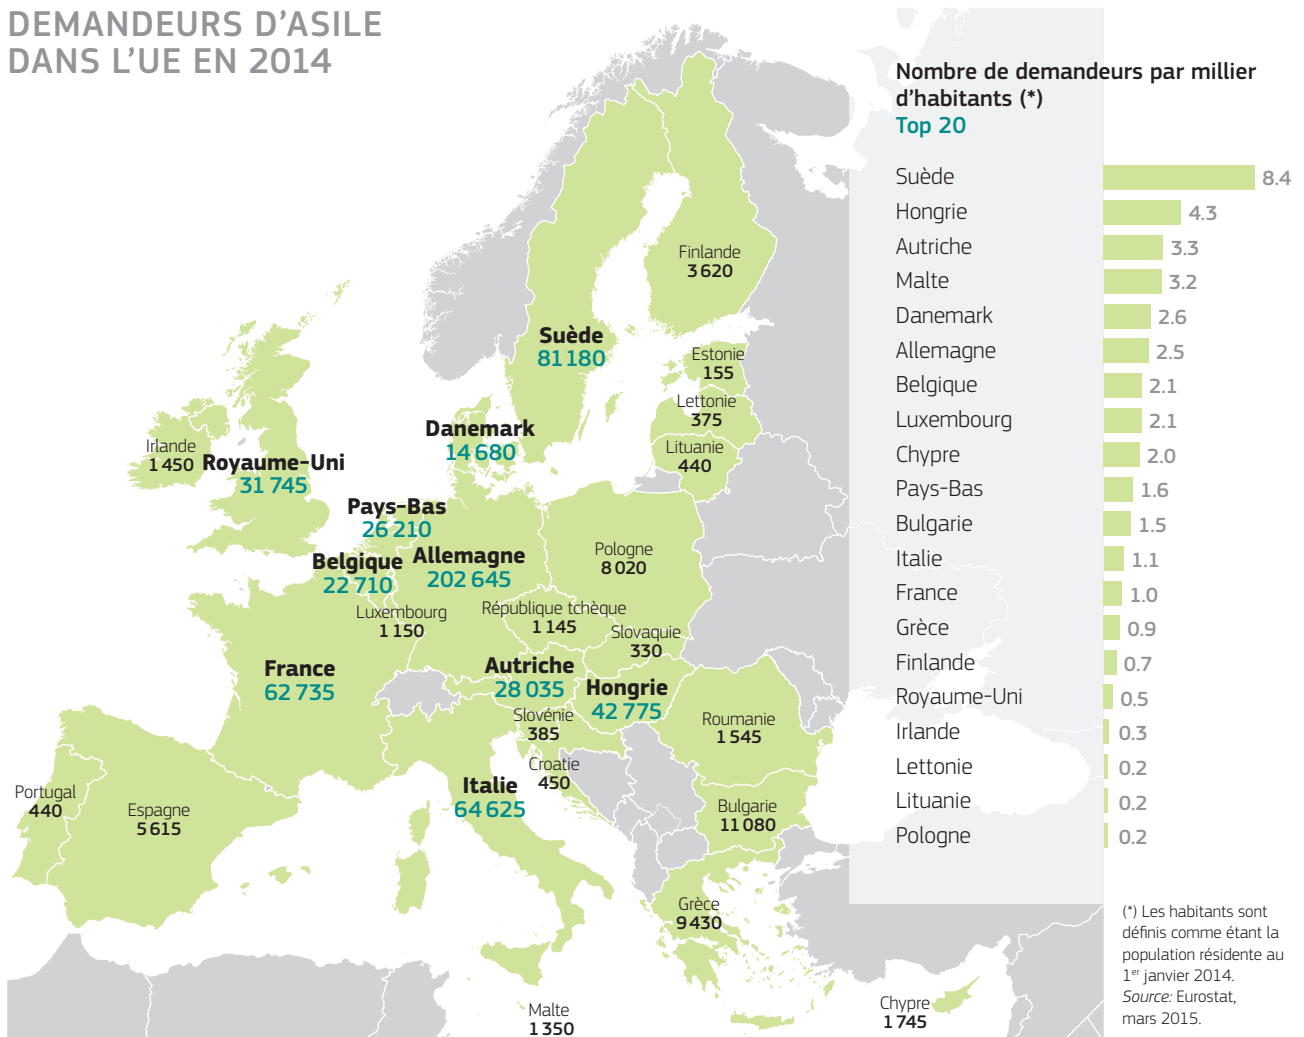 DEMANDEURS D’ASILE
DANS L’UE EN 2014
Finlande
3 620
Suède
81 180
Estonie
155
Lettonie
375
Lituanie
440
Danemark
14 680
Irlande
1 450
Royaume-Uni
31 745
Pays-Bas
26 210
Belgique
22 710
Allemagne
202 645
Pologne
8 020
Luxembourg
1 150
République tchèque
1 145
Slovaquie
330
France
62 735
Autriche
28 035
Hongrie
42 775
Slovénie
385
Roumanie
1 545
Croatie
450
Italie
64 625
Portugal
440
Espagne
5 615
Bulgarie
11 080
Grèce
9 430
Malte
1 350
Chypre
1 745
Nombre de demandeurs par millier
d’habitants (*)
Top 20
Suède 8.4
Hongrie 4.3
Autriche 3.3
Malte 3.2
Danemark 2.6
Allemagne 2.5
Belgique 2.1
Luxembourg 2.1
Chypre 2.0
Pays-Bas 1.6
Bulgarie 1.5
Italie 1.1
France 1.0
Grèce 0.9
Finlande 0.7
Royaume-Uni 0.5
Irlande 0.3
Lettonie 0.2
Lituanie 0.2
Pologne 0.2
(*) Les habitants sont
définis comme étant la
population résidente au
1er janvier 2014.
Source: Eurostat,
mars 2015.